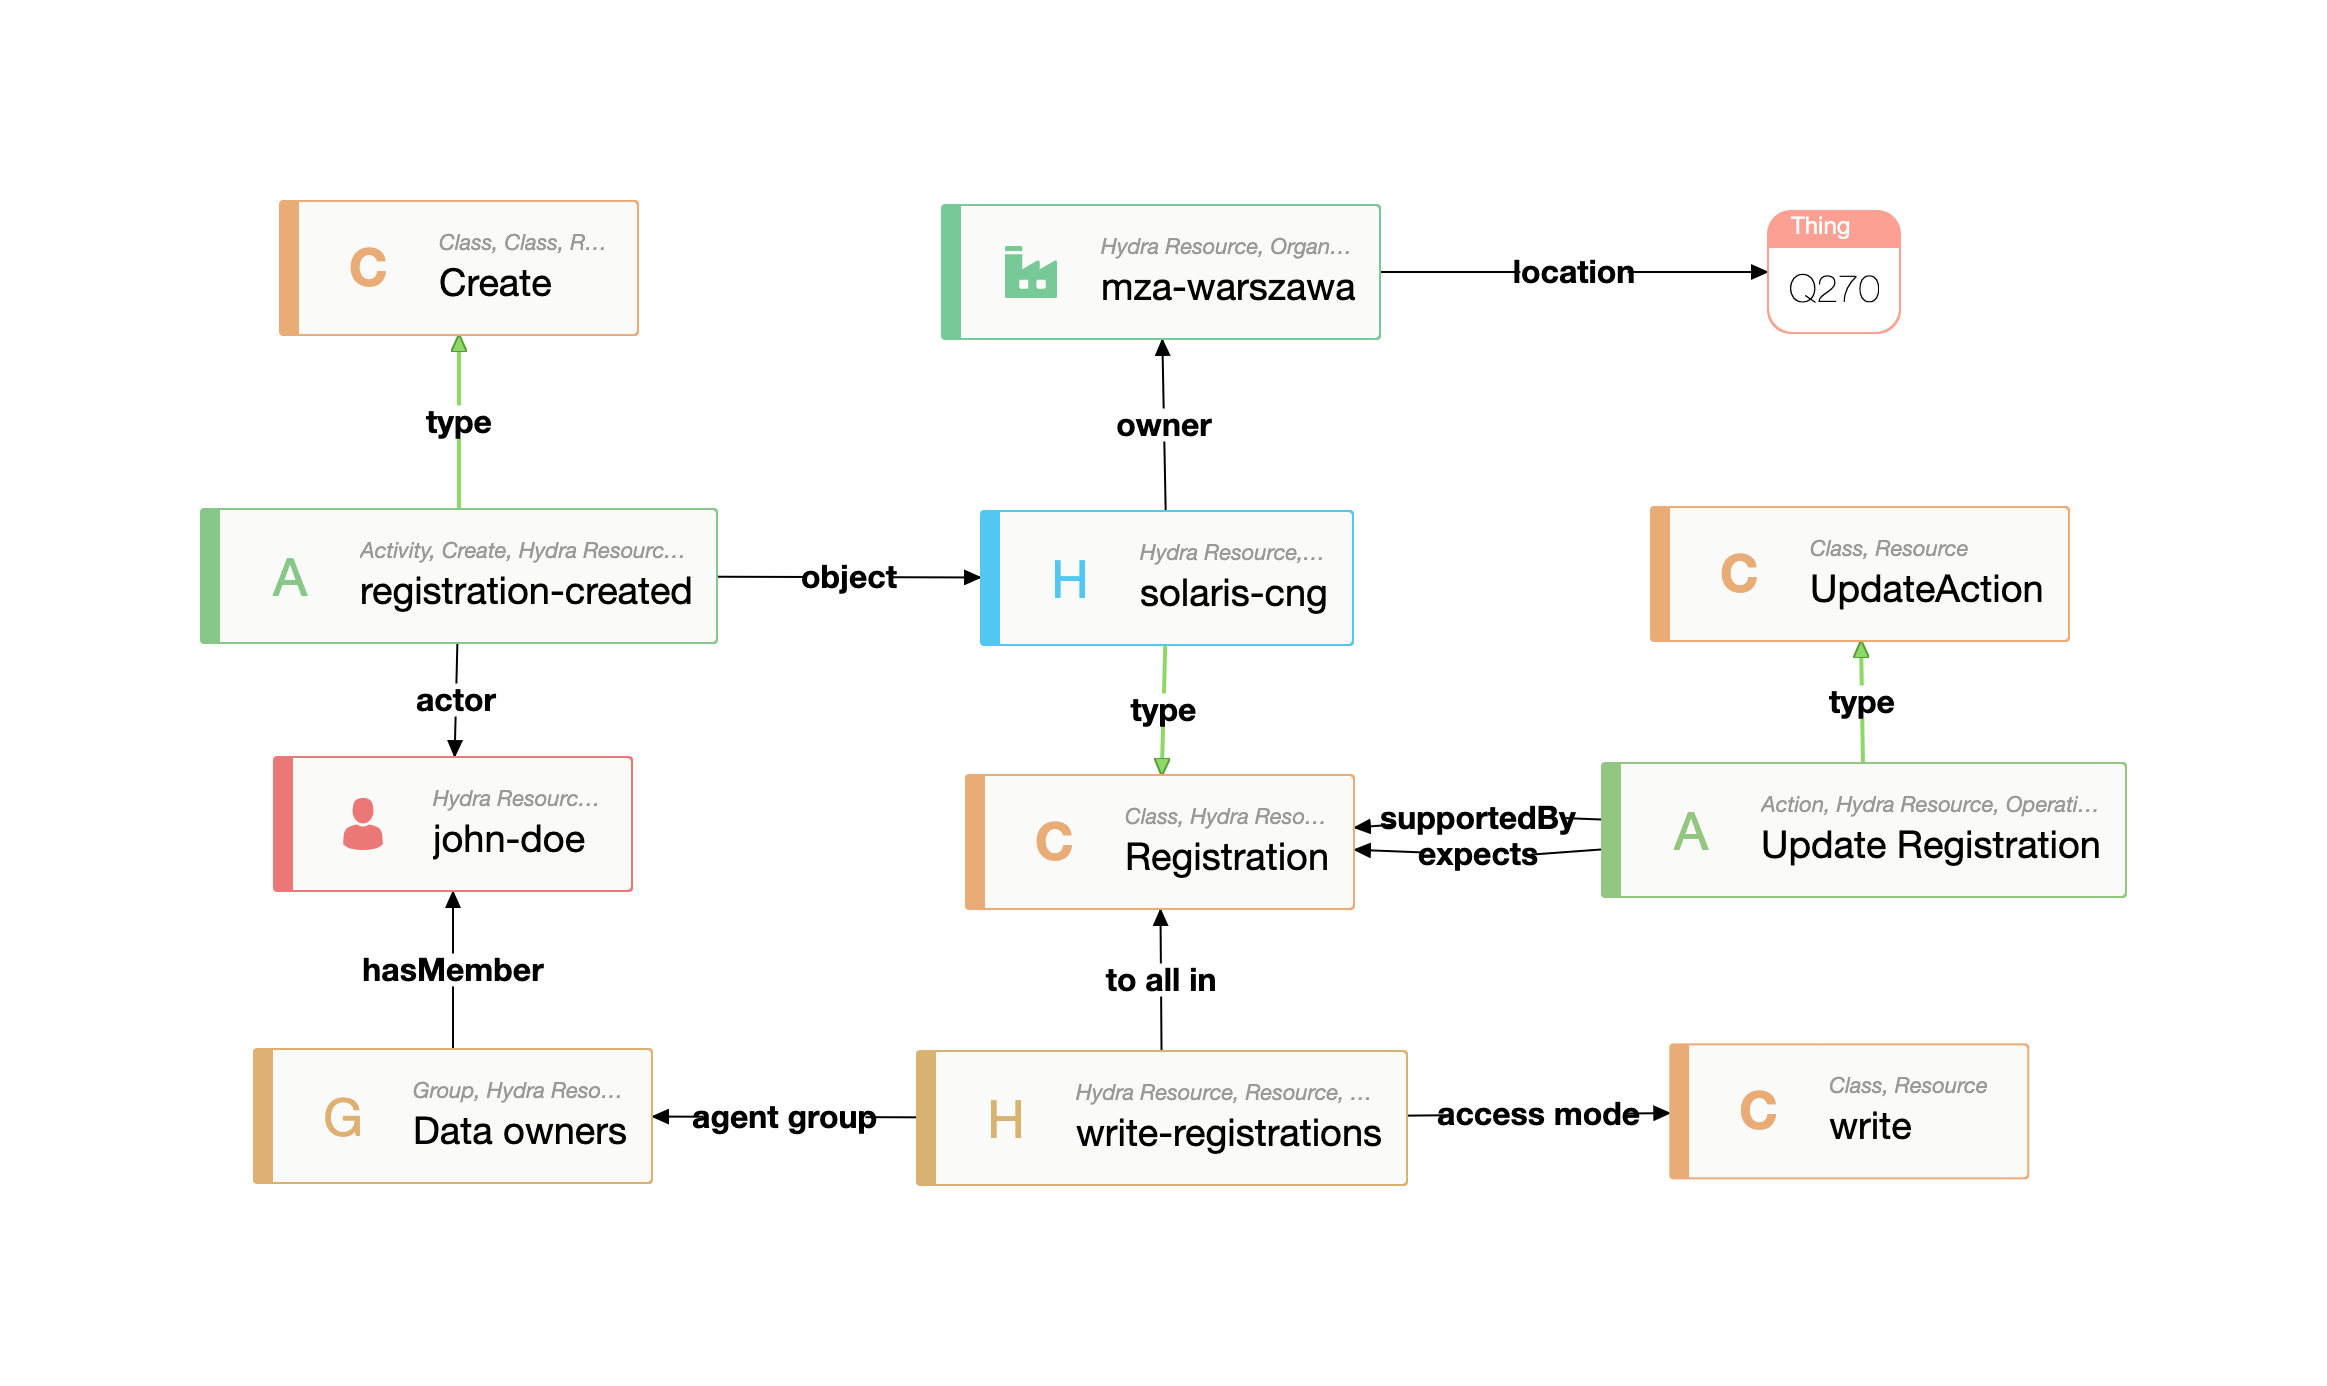 C
Class, Class, R...
Create
Hydra Resource, Organ...
mza-warszawa
location
Thing
Q270
type
owner
A
Activity, Create, Hydra Resourc...
registration-created
object
H
Hydra Resource,...
solaris-cng
C
Class, Resource
UpdateAction
actor
type
type
Hydra Resourc...
john-doe
C
Class, Hydra Reso...
Registration
supportedBy
expects
A
Action, Hydra Resource, Operati...
Update Registration
hasMember
to all in
G
Group, Hydra Reso...
Data owners
agent group
H
Hydra Resource, Resource, ...
write-registrations
access mode
C
Class, Resource
write